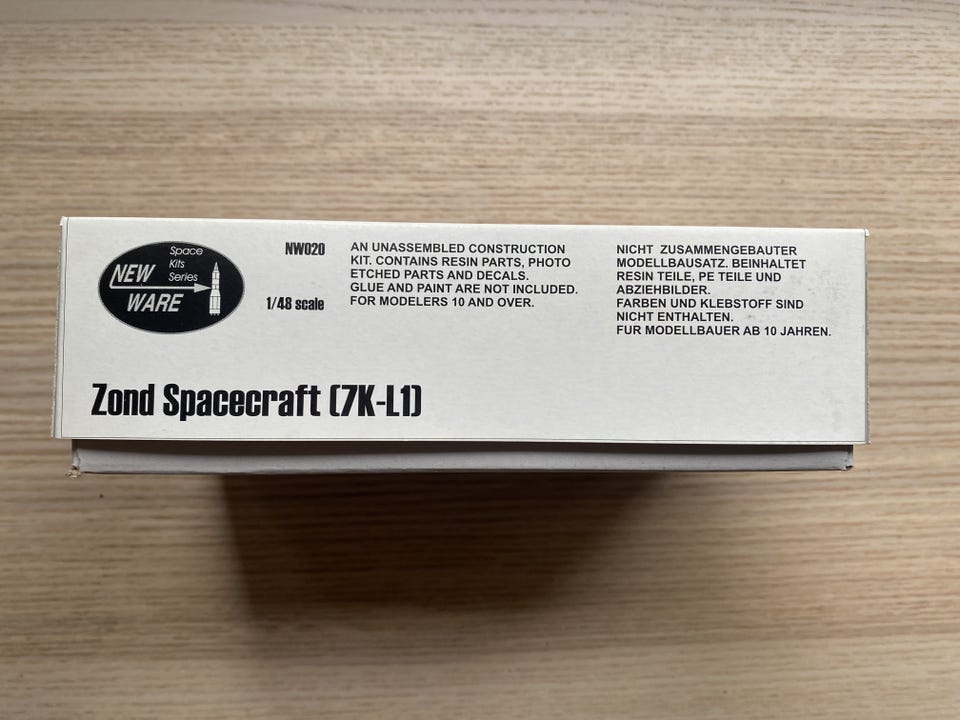 Space
Kits
Series
NEW
WARE
NW020
1/48 scale
AN UNASSEMBLED CONSTRUCTION
KIT. CONTAINS RESIN PARTS, PHOTO
ETCHED PARTS AND DECALS.
GLUE AND PAINT ARE NOT INCLUDED.
FOR MODELERS 10 AND OVER.
NICHT ZUSAMMENGEBAUTER
MODELLBAUSATZ. BEINHALTET
RESIN TEILE, PE TEILE UND
ABZIEHBILDER.
FARBEN UND KLEBSTOFF SIND
NICHT ENTHALTEN.
FUR MODELLBAUER AB 10 JAHREN.
Zond Spacecraft (7K-L1)